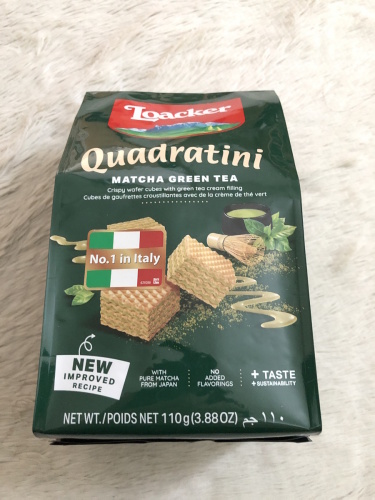 Loacker
Quadratini
MATCHA GREEN TEA
Crispy wafer cubes with green tea cream filling
Cubes de gaufrettes croustillantes avec de la crème de thé vert
No.1 in Italy
NEW
IMPROVED
RECIPE
WITH
PURE MATCHA
FROM JAPAN
NO
ADDED
FLAVORINGS
+ TASTE
+ SUSTAINABILITY
NET WT./POIDS NET 110g (3.88OZ) ١١٠ جم